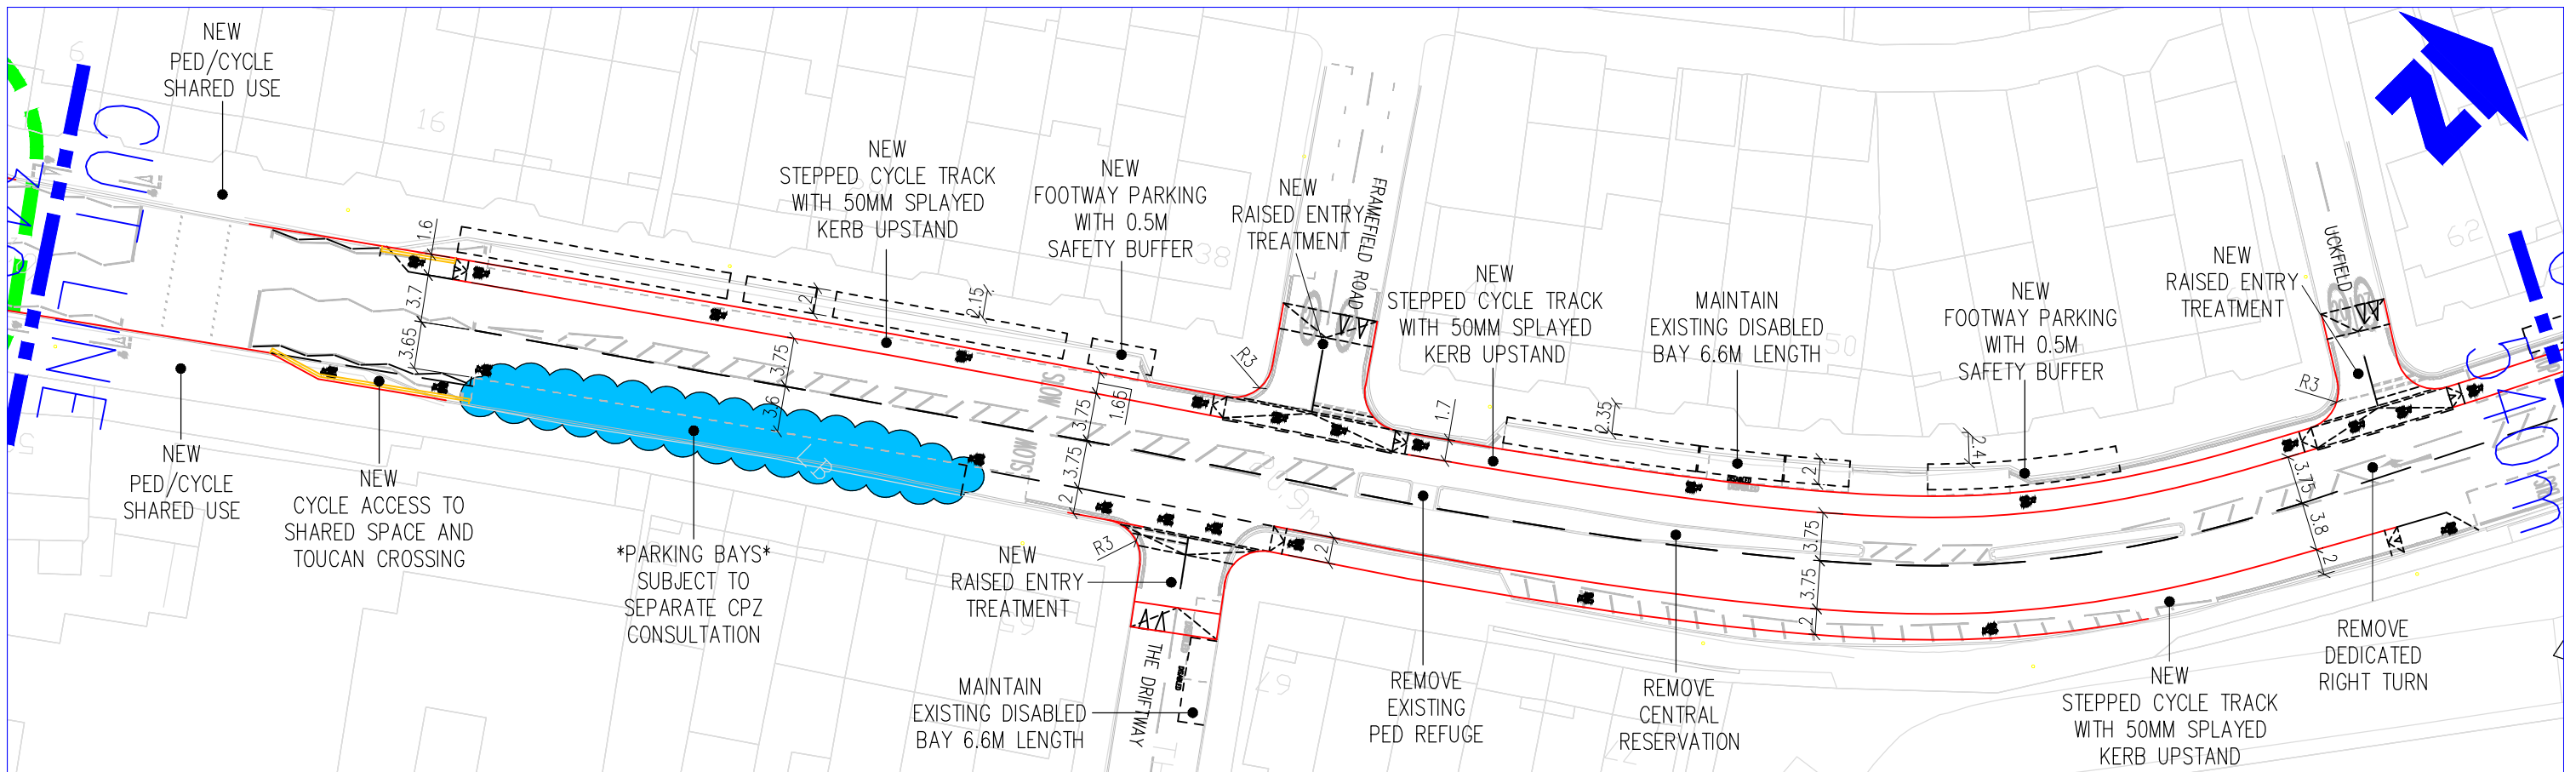 NEW
PED/CYCLE
SHARED USE
NEW
STEPPED CYCLE TRACK
WITH 50MM SPLAYED
KERB UPSTAND
NEW
FOOTWAY PARKING
WITH 0.5M
SAFETY BUFFER
NEW
RAISED ENTRY
TREATMENT
FRAMEFIELD ROAD
NEW
STEPPED CYCLE TRACK
WITH 50MM SPLAYED
KERB UPSTAND
MAINTAIN
EXISTING DISABLED
BAY 6.6M LENGTH
NEW
FOOTWAY PARKING
WITH 0.5M
SAFETY BUFFER
NEW
RAISED ENTRY
TREATMENT
UCKFIELD
N
6
16
38
50
62
CUT
LINE
1.6
3.7
3.65
2
2.15
3.75
3.6
3.75
1.65
3.75
2
R3
1.7
2.35
2
2.4
R3
3.75
3.8
2
3.75
3.75
2
R3
2
SLOW
SLOW
LB
NEW
PED/CYCLE
SHARED USE
NEW
CYCLE ACCESS TO
SHARED SPACE AND
TOUCAN CROSSING
*PARKING BAYS*
SUBJECT TO
SEPARATE CPZ
CONSULTATION
NEW
RAISED ENTRY
TREATMENT
MAINTAIN
EXISTING DISABLED
BAY 6.6M LENGTH
THE DRIFTWAY
REMOVE
EXISTING
PED REFUGE
REMOVE
CENTRAL
RESERVATION
NEW
STEPPED CYCLE TRACK
WITH 50MM SPLAYED
KERB UPSTAND
REMOVE
DEDICATED
RIGHT TURN